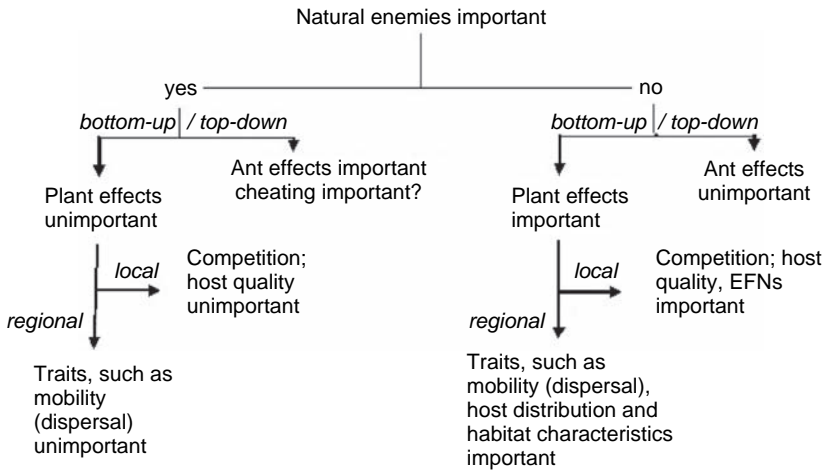 Natural enemies important
yes
no
bottom-up / top-down
bottom-up / top-down
Plant effects
unimportant
Ant effects important
cheating important?
Plant effects
important
Ant effects
unimportant
local
Competition;
host quality
unimportant
regional
Traits, such as
mobility
(dispersal)
unimportant
local
Competition; host
quality, EFNs
important
regional
Traits, such as
mobility (dispersal),
host distribution and
habitat characteristics
important